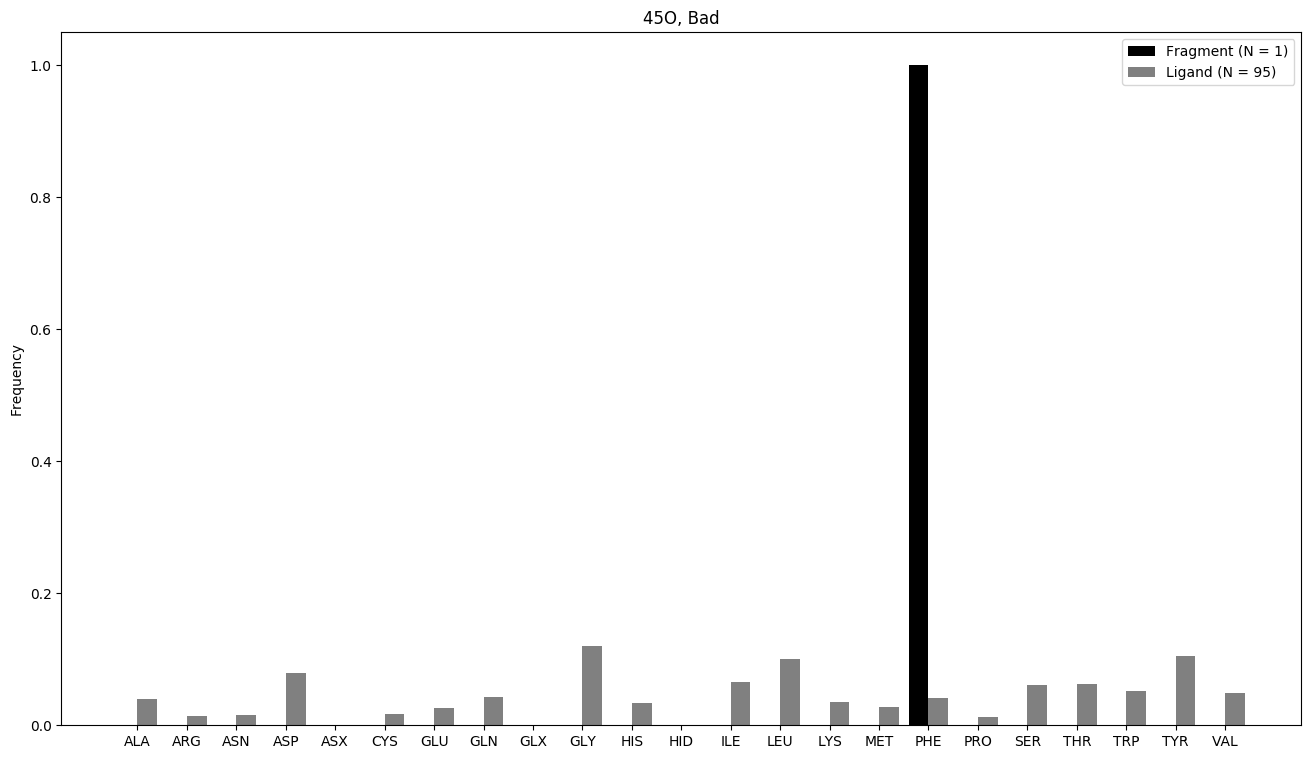 45O, Bad
Fragment (N = 1)
Ligand (N = 95)
Frequency
1.0
0.8
0.6
0.4
0.2
0.0
ALA ARG ASN ASP ASX CYS GLU GLN GLX GLY HIS HID ILE LEU LYS MET PHE PRO SER THR TRP TYR VAL